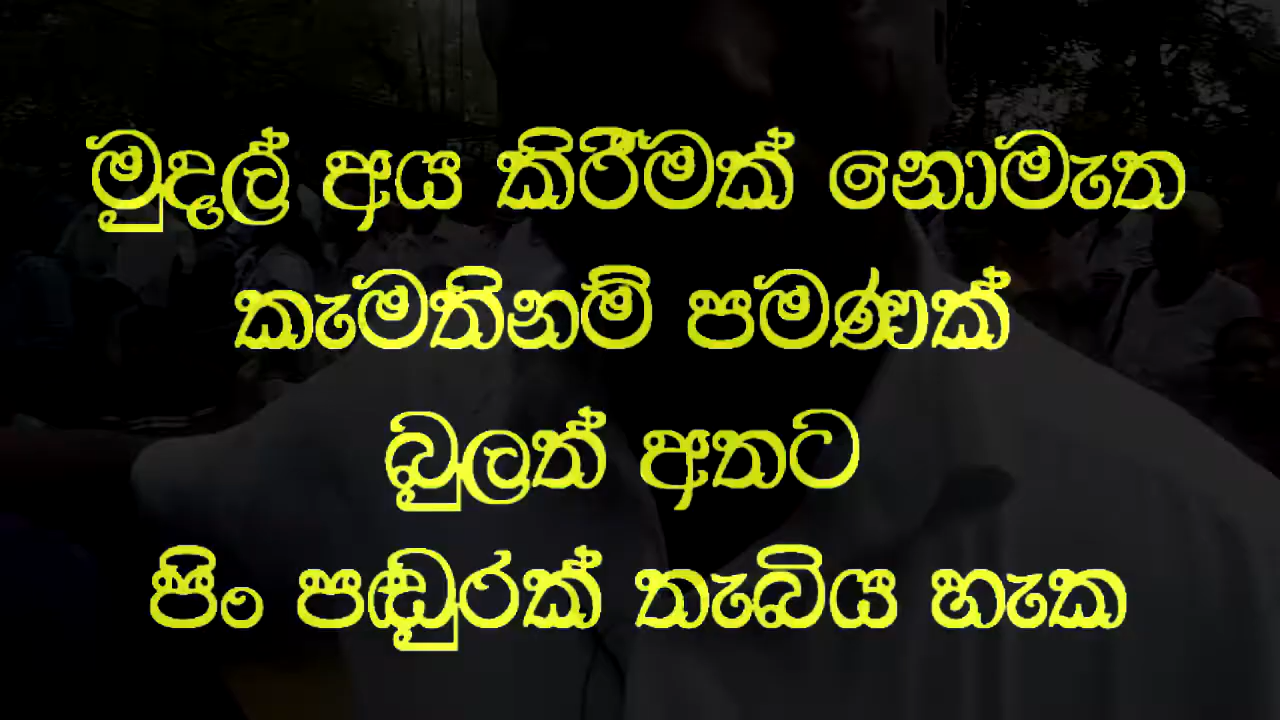 මුදල් අය කිරීමක් නොමැත
කැමතිනම් පමණක්
බුලත් අතට
පිං පඬුරක් තැබිය හැක